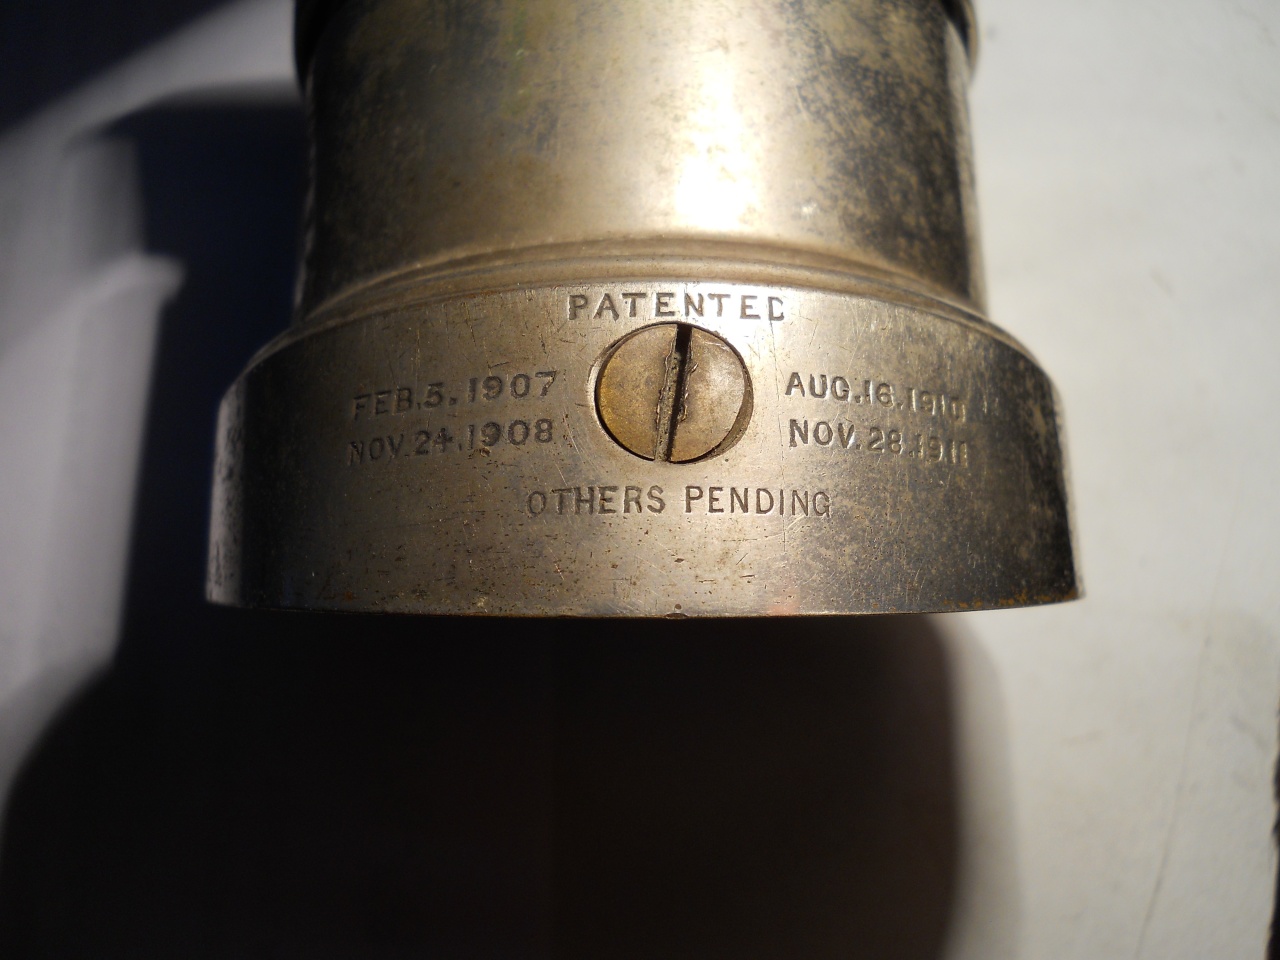 PATENTED
FEB.5.1907
NOV.24.1908
AUG.16.1910
NOV.28.1911
OTHERS PENDING